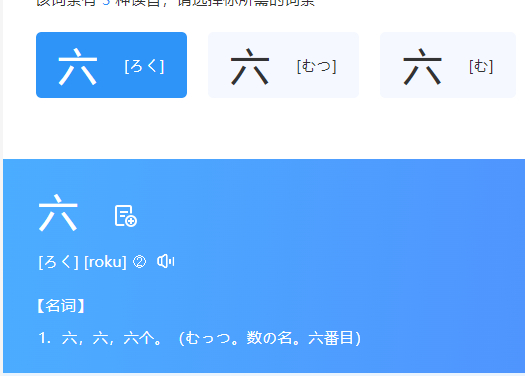 该词条有 3 种读音，请选择你所需的词条
六 [ろく] 六 [むつ] 六 [む]
六
[ろく] [roku] ②
【名词】
1. 六，六，六个。（むっつ。数の名。六番目）